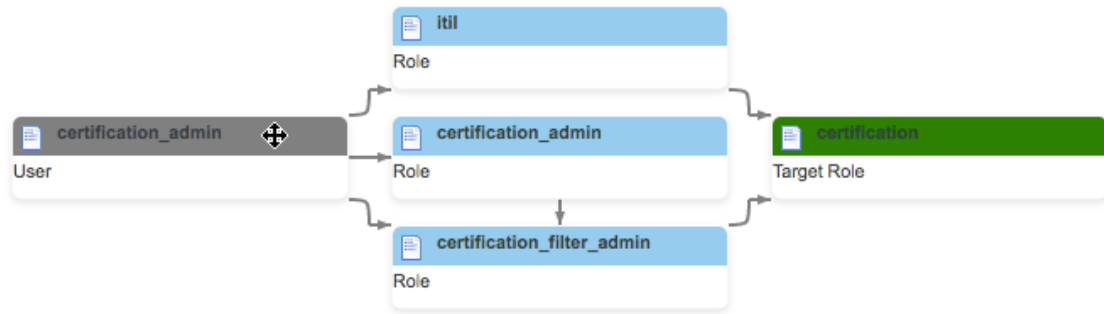 itil
Role
certification_admin
User
certification_admin
Role
certification
Target Role
certification_filter_admin
Role